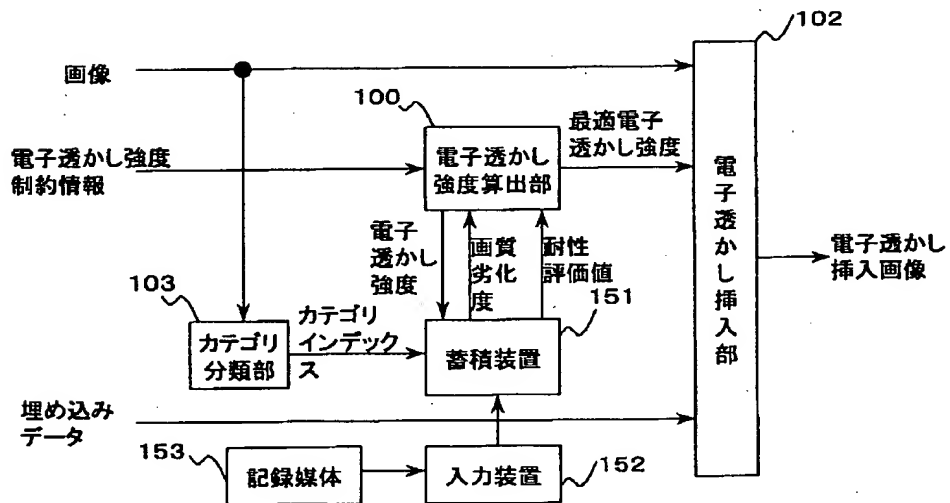 102
画像
100
最適電子
透かし強度
電子透かし強度
制約情報
電子透かし
強度算出部
電子透かし挿入部
電子
透かし
強度
画質
劣化
度
耐性
評価値
電子透かし
挿入画像
103
カテゴリ
インデック
ス
151
カテゴリ
分類部
蓄積装置
埋め込み
データ
153
記録媒体
入力装置
152